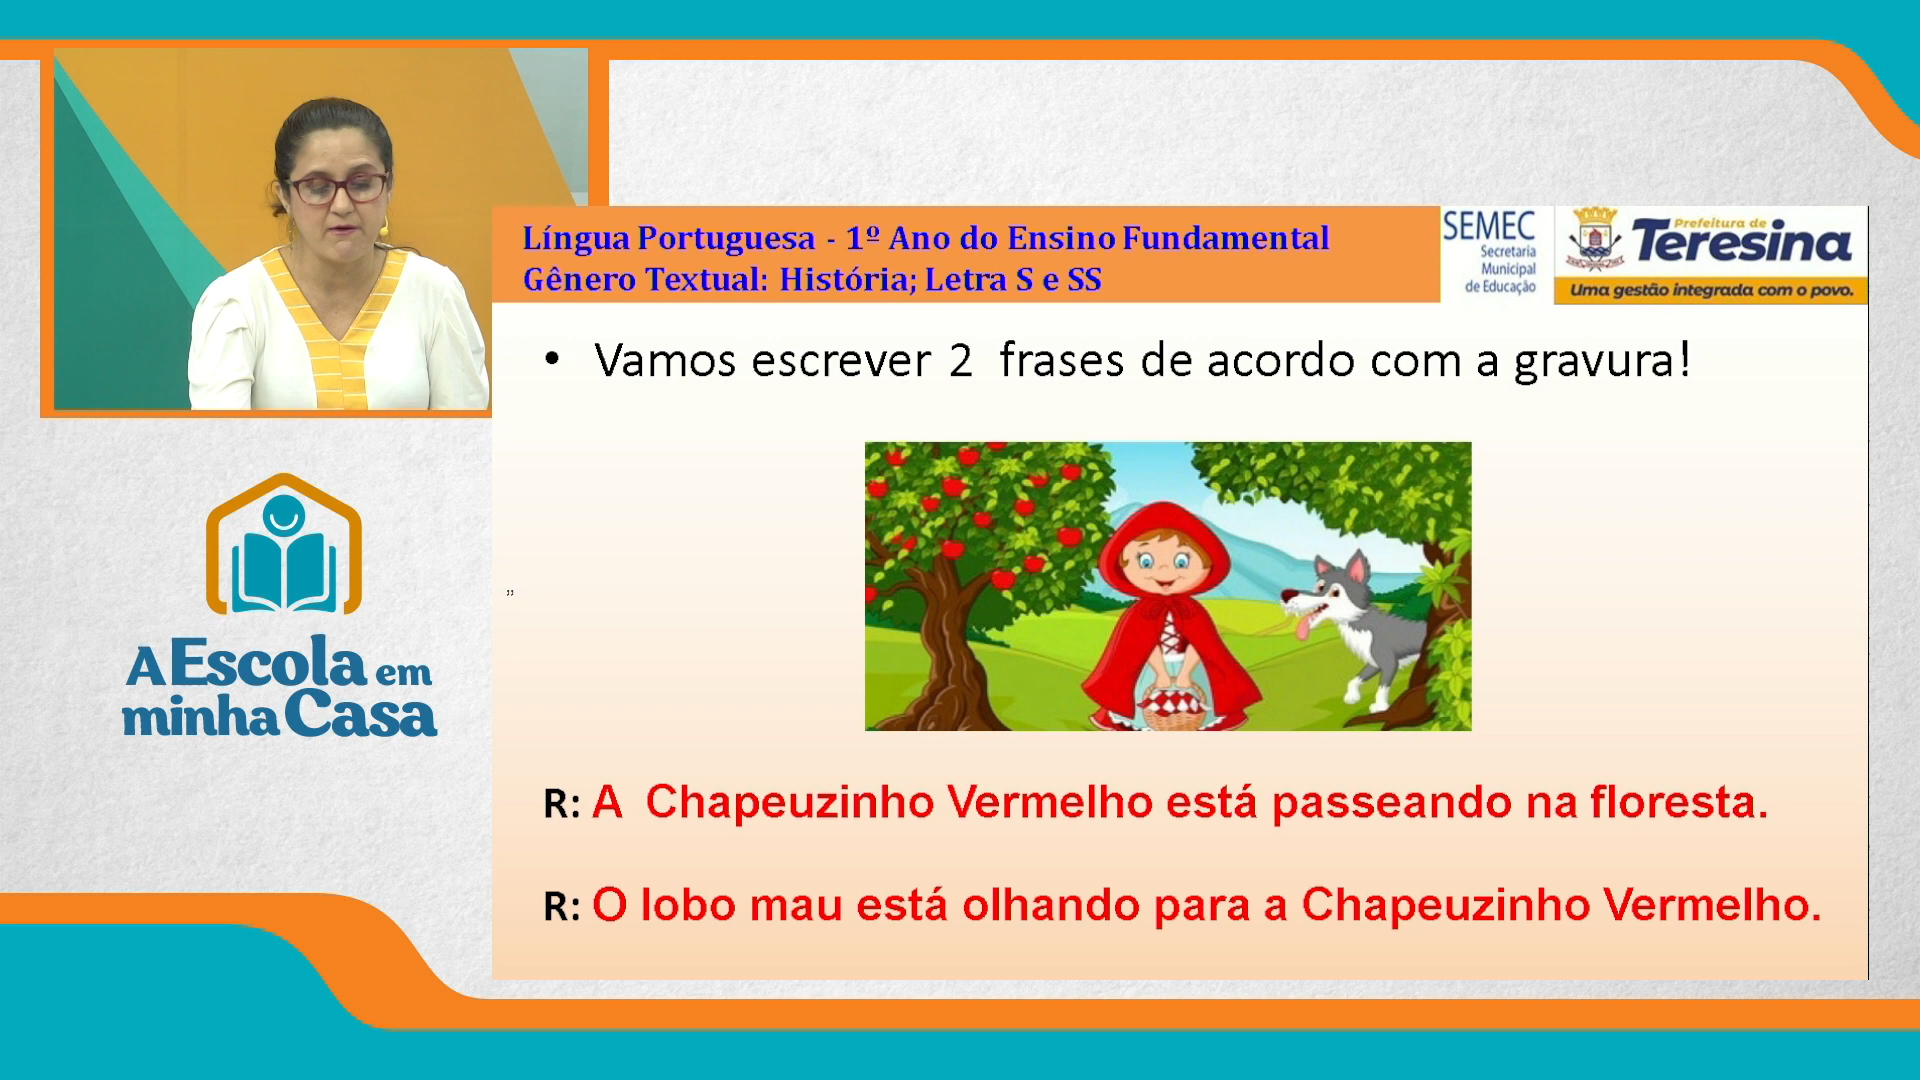 Língua Portuguesa - 1º Ano do Ensino Fundamental
Gênero Textual: História; Letra S e SS
SEMEC
Secretaria
Municipal
de Educação
Prefeitura de
Teresina
Uma gestão integrada com o povo.
• Vamos escrever 2 frases de acordo com a gravura!
”
A Escola em
minha Casa
R: A Chapeuzinho Vermelho está passeando na floresta.
R: O lobo mau está olhando para a Chapeuzinho Vermelho.